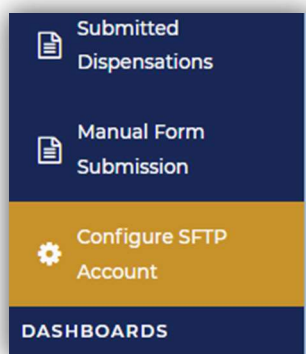 Submitted
Dispensations
Manual Form
Submission
Configure SFTP
Account
DASHBOARDS